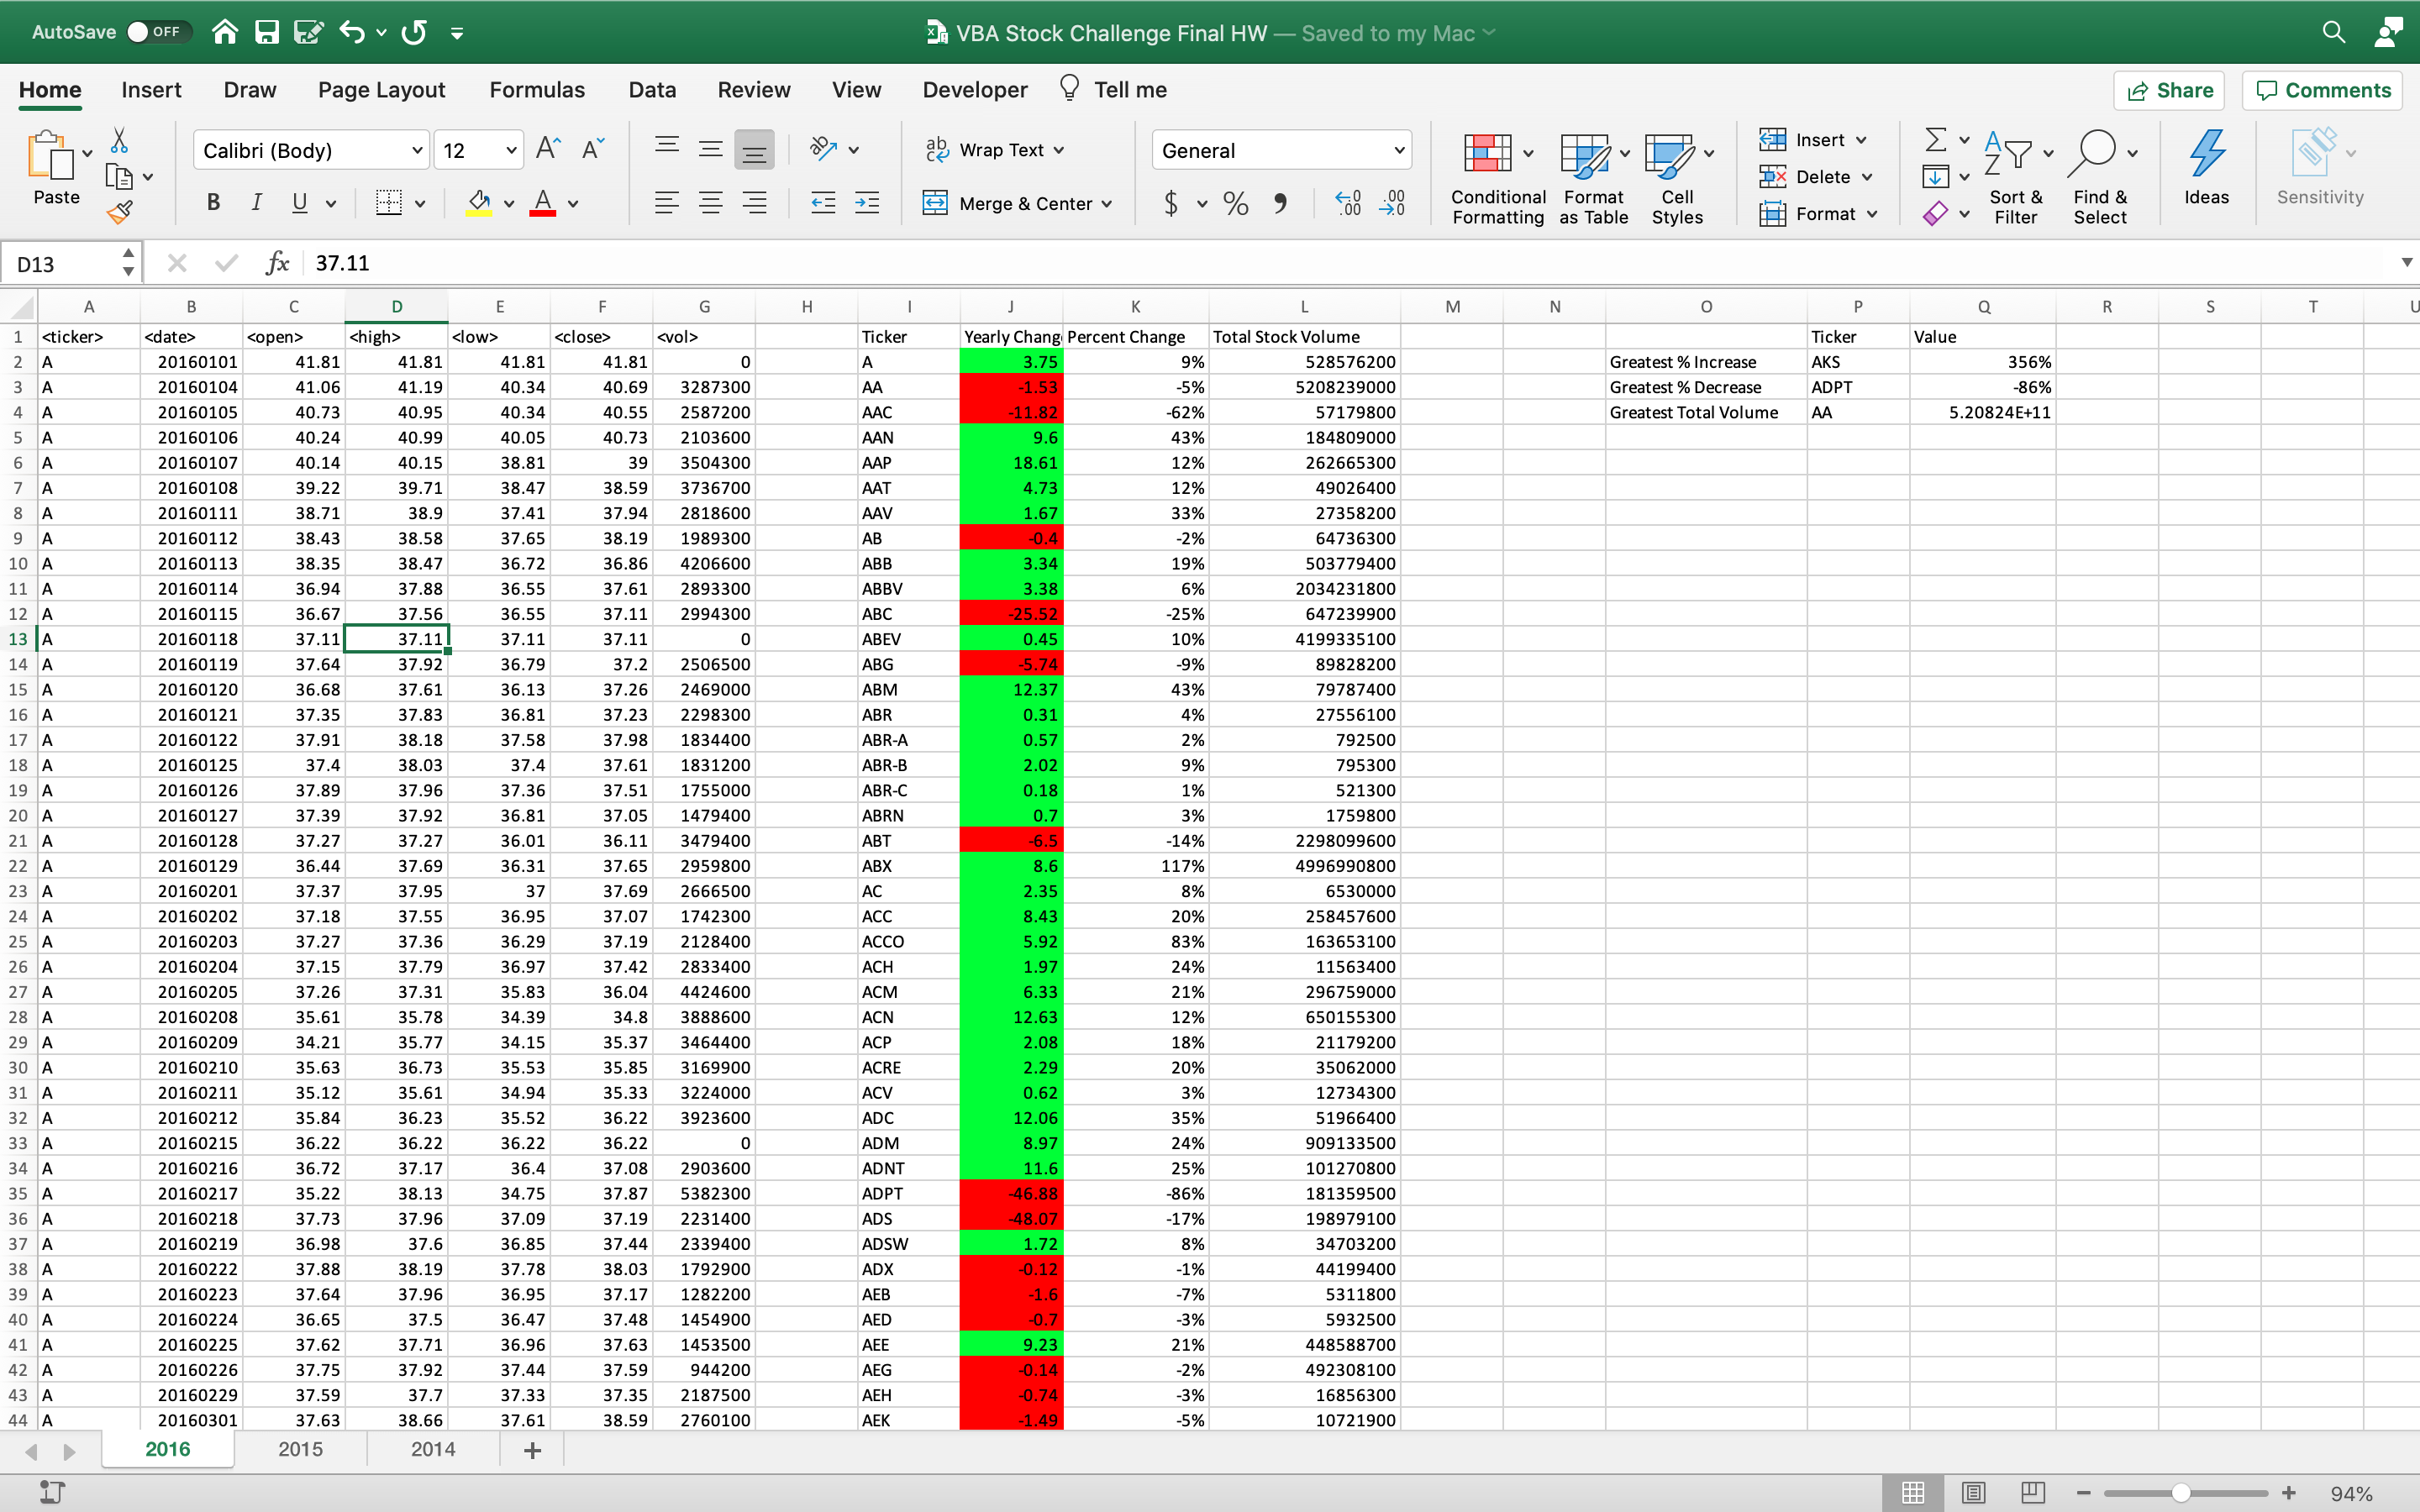 AutoSave OFF VBA Stock Challenge Final HW — Saved to my Mac
Home Insert Draw Page Layout Formulas Data Review View Developer Tell me Share Comments
Paste Calibri (Body) 12 A A Wrap Text General Insert
B I U A Merge & Center $ % Conditional Formatting Format as Table Cell Styles Delete Format Sort & Filter Find & Select Ideas Sensitivity
D13 fx 37.11
A B C D E F G H I J K L M N O P Q R S T U
1 <ticker> <date> <open> <high> <low> <close> <vol> Ticker Yearly Chang Percent Change Total Stock Volume Ticker Value
2 A 20160101 41.81 41.81 41.81 41.81 0 A 3.75 9% 528576200 Greatest % Increase AKS 356%
3 A 20160104 41.06 41.19 40.34 40.69 3287300 AA -1.53 -5% 5208239000 Greatest % Decrease ADPT -86%
4 A 20160105 40.73 40.95 40.34 40.55 2587200 AAC -11.82 -62% 57179800 Greatest Total Volume AA 5.20824E+11
5 A 20160106 40.24 40.99 40.05 40.73 2103600 AAN 9.6 43% 184809000
6 A 20160107 40.14 40.15 38.81 39 3504300 AAP 18.61 12% 262665300
7 A 20160108 39.22 39.71 38.47 38.59 3736700 AAT 4.73 12% 49026400
8 A 20160111 38.71 38.9 37.41 37.94 2818600 AAV 1.67 33% 27358200
9 A 20160112 38.43 38.58 37.65 38.19 1989300 AB -0.4 -2% 64736300
10 A 20160113 38.35 38.47 36.72 36.86 4206600 ABB 3.34 19% 503779400
11 A 20160114 36.94 37.88 36.55 37.61 2893300 ABBV 3.38 6% 2034231800
12 A 20160115 36.67 37.56 36.55 37.11 2994300 ABC -25.52 -25% 647239900
13 A 20160118 37.11 37.11 37.11 37.11 0 ABEV 0.45 10% 4199335100
14 A 20160119 37.64 37.92 36.79 37.2 2506500 ABG -5.74 -9% 89828200
15 A 20160120 36.68 37.61 36.13 37.26 2469000 ABM 12.37 43% 79787400
16 A 20160121 37.35 37.83 36.81 37.23 2298300 ABR 0.31 4% 27556100
17 A 20160122 37.91 38.18 37.58 37.98 1834400 ABR-A 0.57 2% 792500
18 A 20160125 37.4 38.03 37.4 37.61 1831200 ABR-B 2.02 9% 795300
19 A 20160126 37.89 37.96 37.36 37.51 1755000 ABR-C 0.18 1% 521300
20 A 20160127 37.39 37.92 36.81 37.05 1479400 ABRN 0.7 3% 1759800
21 A 20160128 37.27 37.27 36.01 36.11 3479400 ABT -6.5 -14% 2298099600
22 A 20160129 36.44 37.69 36.31 37.65 2959800 ABX 8.6 117% 4996990800
23 A 20160201 37.37 37.95 37 37.69 2666500 AC 2.35 8% 6530000
24 A 20160202 37.18 37.55 36.95 37.07 1742300 ACC 8.43 20% 258457600
25 A 20160203 37.27 37.36 36.29 37.19 2128400 ACCO 5.92 83% 163653100
26 A 20160204 37.15 37.79 36.97 37.42 2833400 ACH 1.97 24% 11563400
27 A 20160205 37.26 37.31 35.83 36.04 4424600 ACM 6.33 21% 296759000
28 A 20160208 35.61 35.78 34.39 34.8 3888600 ACN 12.63 12% 650155300
29 A 20160209 34.21 35.77 34.15 35.37 3464400 ACP 2.08 18% 21179200
30 A 20160210 35.63 36.73 35.53 35.85 3169900 ACRE 2.29 20% 35062000
31 A 20160211 35.12 35.61 34.94 35.33 3224000 ACV 0.62 3% 12734300
32 A 20160212 35.84 36.23 35.52 36.22 3923600 ADC 12.06 35% 51966400
33 A 20160215 36.22 36.22 36.22 36.22 0 ADM 8.97 24% 909133500
34 A 20160216 36.72 37.17 36.4 37.08 2903600 ADNT 11.6 25% 101270800
35 A 20160217 35.22 38.13 34.75 37.87 5382300 ADPT -46.88 -86% 181359500
36 A 20160218 37.73 37.96 37.09 37.19 2231400 ADS -48.07 -17% 198979100
37 A 20160219 36.98 37.6 36.85 37.44 2339400 ADSW 1.72 8% 34703200
38 A 20160222 37.88 38.19 37.78 38.03 1792900 ADX -0.12 -1% 44199400
39 A 20160223 37.64 37.96 36.95 37.17 1282200 AEB -1.6 -7% 5311800
40 A 20160224 36.65 37.5 36.47 37.48 1454900 AED -0.7 -3% 5932500
41 A 20160225 37.62 37.71 36.96 37.63 1453500 AEE 9.23 21% 448588700
42 A 20160226 37.75 37.92 37.44 37.59 944200 AEG -0.14 -2% 492308100
43 A 20160229 37.59 37.7 37.33 37.35 2187500 AEH -0.74 -3% 16856300
44 A 20160301 37.63 38.66 37.61 38.59 2760100 AEK -1.49 -5% 10721900
2016 2015 2014 +
94%